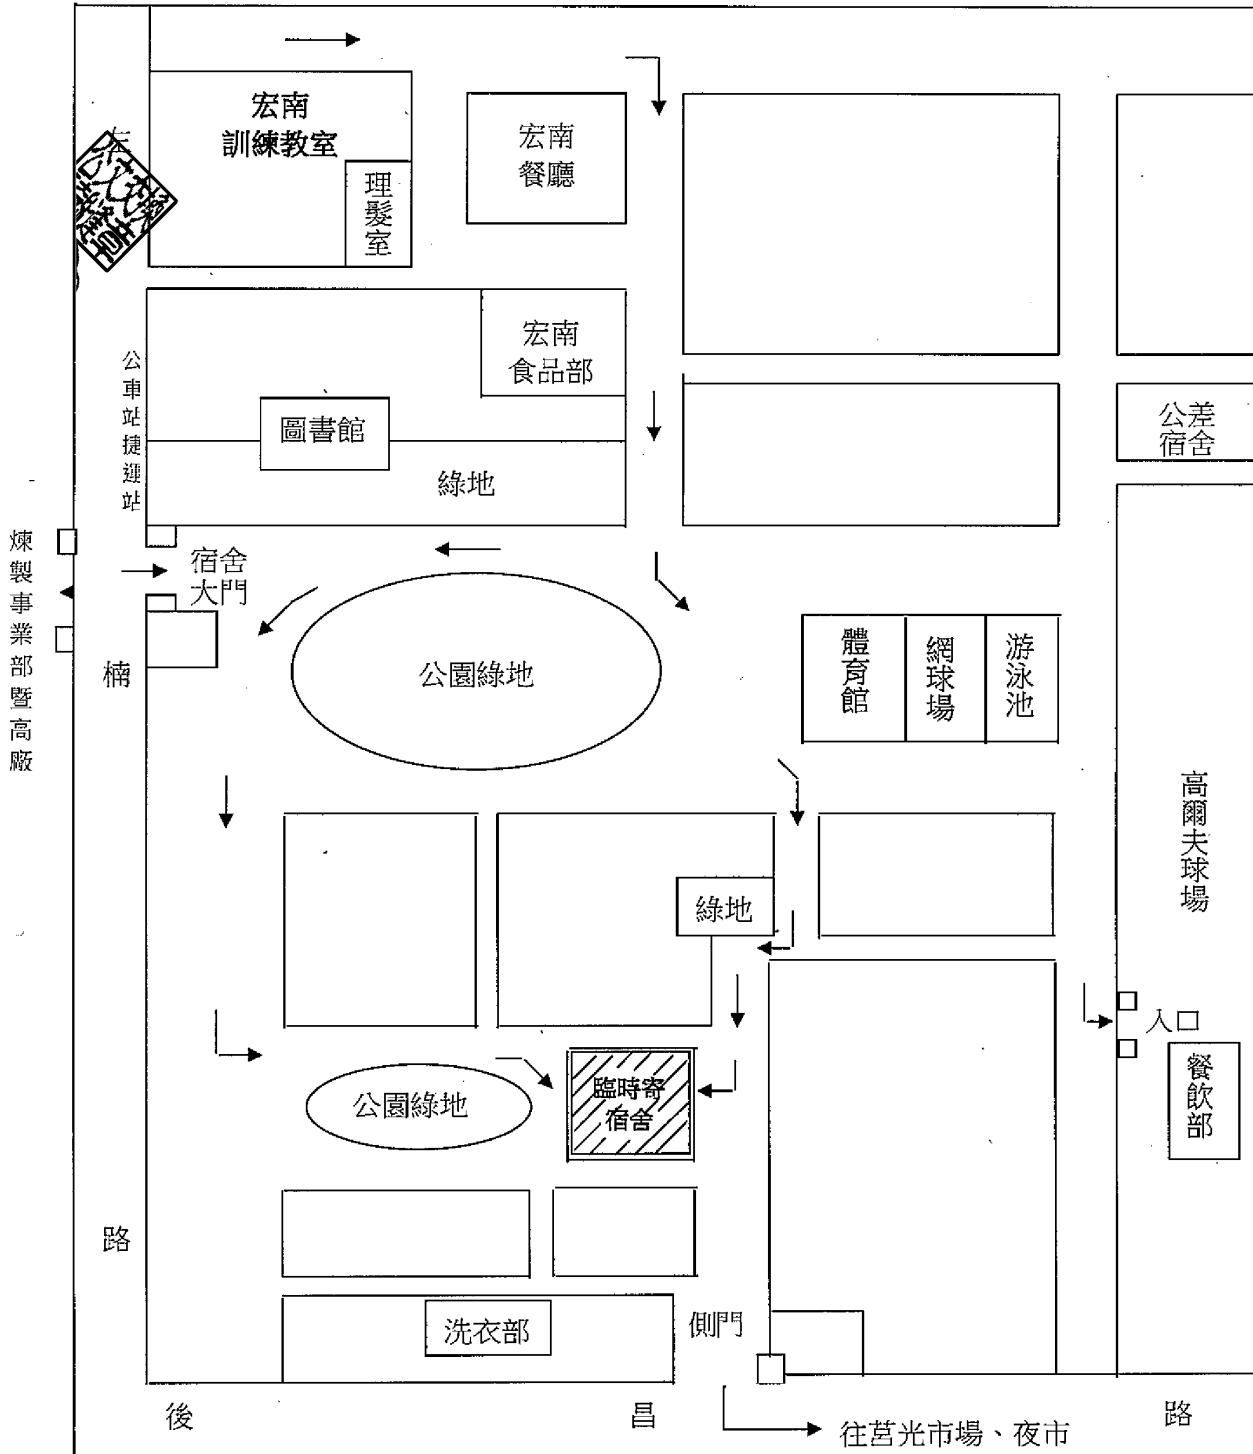 宏南
訓練教室
理髮室
宏南
餐廳
左
宏南
食品部
公車站捷運站
圖書館
綠地
公差
宿舍
煉製事業部暨高廠
宿舍
大門
楠
公園綠地
體育館
網球場
游泳池
高爾夫球場
綠地
入口
餐飲部
公園綠地
臨時寄
宿舍
路
洗衣部
側門
後
昌
路
往莒光市場、夜市